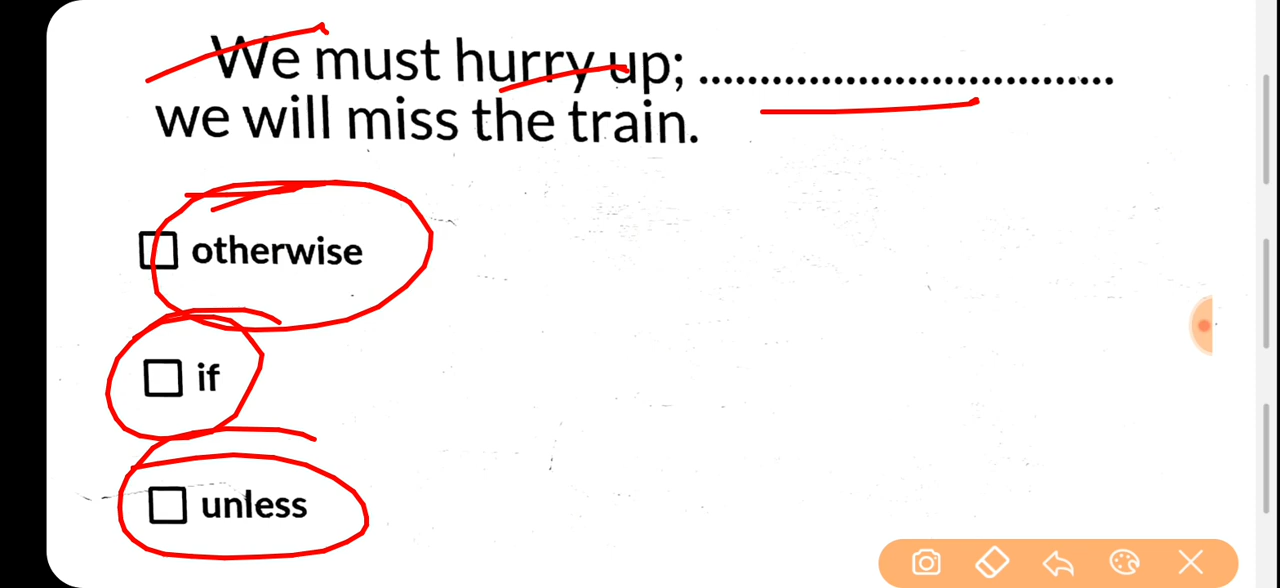 We must hurry up; ..................................
we will miss the train.
otherwise
if
unless